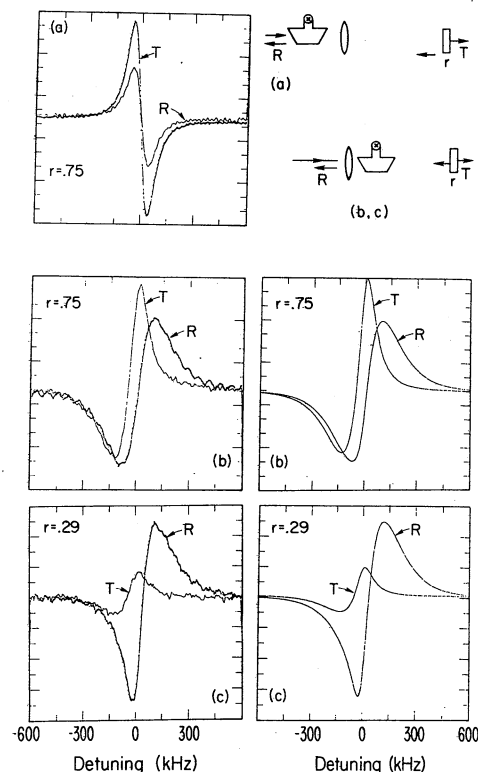 (a)
T
R
r=.75
R
r
T
(a)
R
r
T
(b,c)
r=.75
T
R
(b)
r=.75
T
R
(b)
r=.29
R
T
(c)
r=.29
R
T
(c)
-600 -300 0 300
-300 0 300 600
Detuning (kHz)
Detuning (kHz)